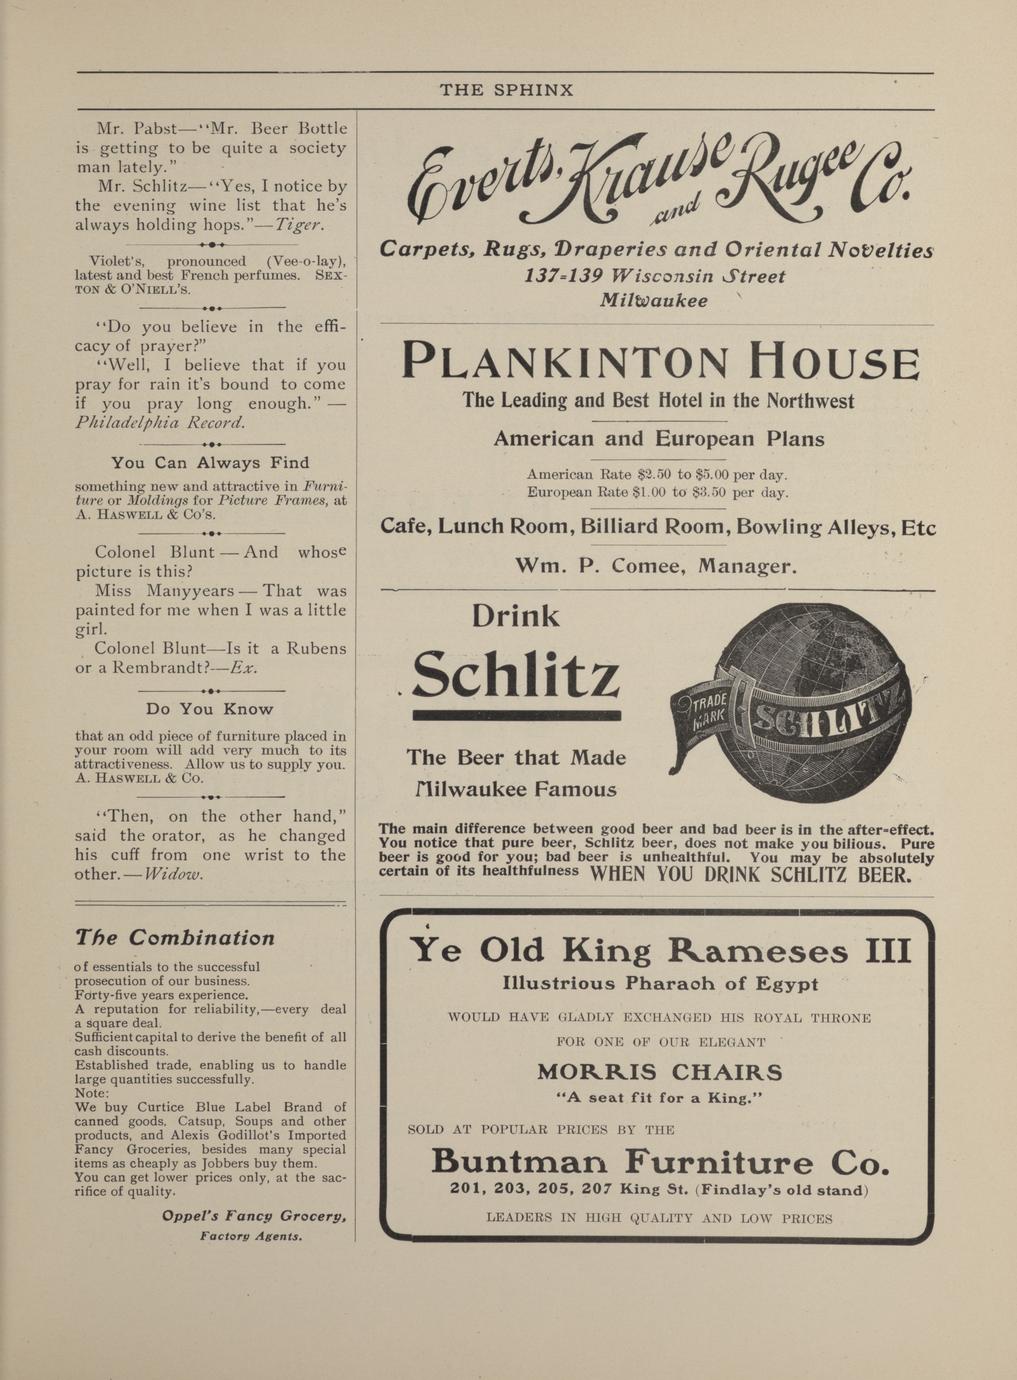 THE SPHINX
Mr. Pabst—"Mr. Beer Bottle
is getting to be quite a society
man lately."
Mr. Schlitz—"Yes, I notice by
the evening wine list that he's
always holding hops."—Tiger.
Violet's, pronounced (Vee-o-lay),
latest and best French perfumes. SEX-
TON & O'NIELL'S.
"Do you believe in the effi-
cacy of prayer?"
"Well, I believe that if you
pray for rain it's bound to come
if you pray long enough." —
Philadelphia Record.
You Can Always Find
something new and attractive in Furni-
ture or Moldings for Picture Frames, at
A. HASWELL & Co's.
Colonel Blunt — And whose
picture is this?
Miss Manyyears — That was
painted for me when I was a little
girl.
Colonel Blunt—Is it a Rubens
or a Rembrandt?—Ex.
Do You Know
that an odd piece of furniture placed in
your room will add very much to its
attractiveness. Allow us to supply you.
A. HASWELL & Co.
"Then, on the other hand,"
said the orator, as he changed
his cuff from one wrist to the
other. — Widow.
The Combination
of essentials to the successful
prosecution of our business.
Forty-five years experience.
A reputation for reliability,—every deal
a square deal.
Sufficient capital to derive the benefit of all
cash discounts.
Established trade, enabling us to handle
large quantities successfully.
Note:
We buy Curtice Blue Label Brand of
canned goods, Catsup, Soups and other
products, and Alexis Godillot's Imported
Fancy Groceries, besides many special
items as cheaply as Jobbers buy them.
You can get lower prices only, at the sac-
rifice of quality.
Oppel's Fancy Grocery,
Factory Agents.
Everts, Krause and Rugee Co.
Carpets, Rugs, Draperies and Oriental Novelties
137-139 Wisconsin Street
Milwaukee
PLANKINTON HOUSE
The Leading and Best Hotel in the Northwest
American and European Plans
American Rate $2.50 to $5.00 per day.
European Rate $1.00 to $3.50 per day.
Cafe, Lunch Room, Billiard Room, Bowling Alleys, Etc
Wm. P. Comee, Manager.
Drink
Schlitz
The Beer that Made
Milwaukee Famous
TRADE
MARK
SCHLITZ
The main difference between good beer and bad beer is in the after-effect.
You notice that pure beer, Schlitz beer, does not make you bilious. Pure
beer is good for you; bad beer is unhealthful. You may be absolutely
certain of its healthfulness WHEN YOU DRINK SCHLITZ BEER.
Ye Old King Rameses III
Illustrious Pharaoh of Egypt
WOULD HAVE GLADLY EXCHANGED HIS ROYAL THRONE
FOR ONE OF OUR ELEGANT
MORRIS CHAIRS
"A seat fit for a King."
SOLD AT POPULAR PRICES BY THE
Buntman Furniture Co.
201, 203, 205, 207 King St. (Findlay's old stand)
LEADERS IN HIGH QUALITY AND LOW PRICES